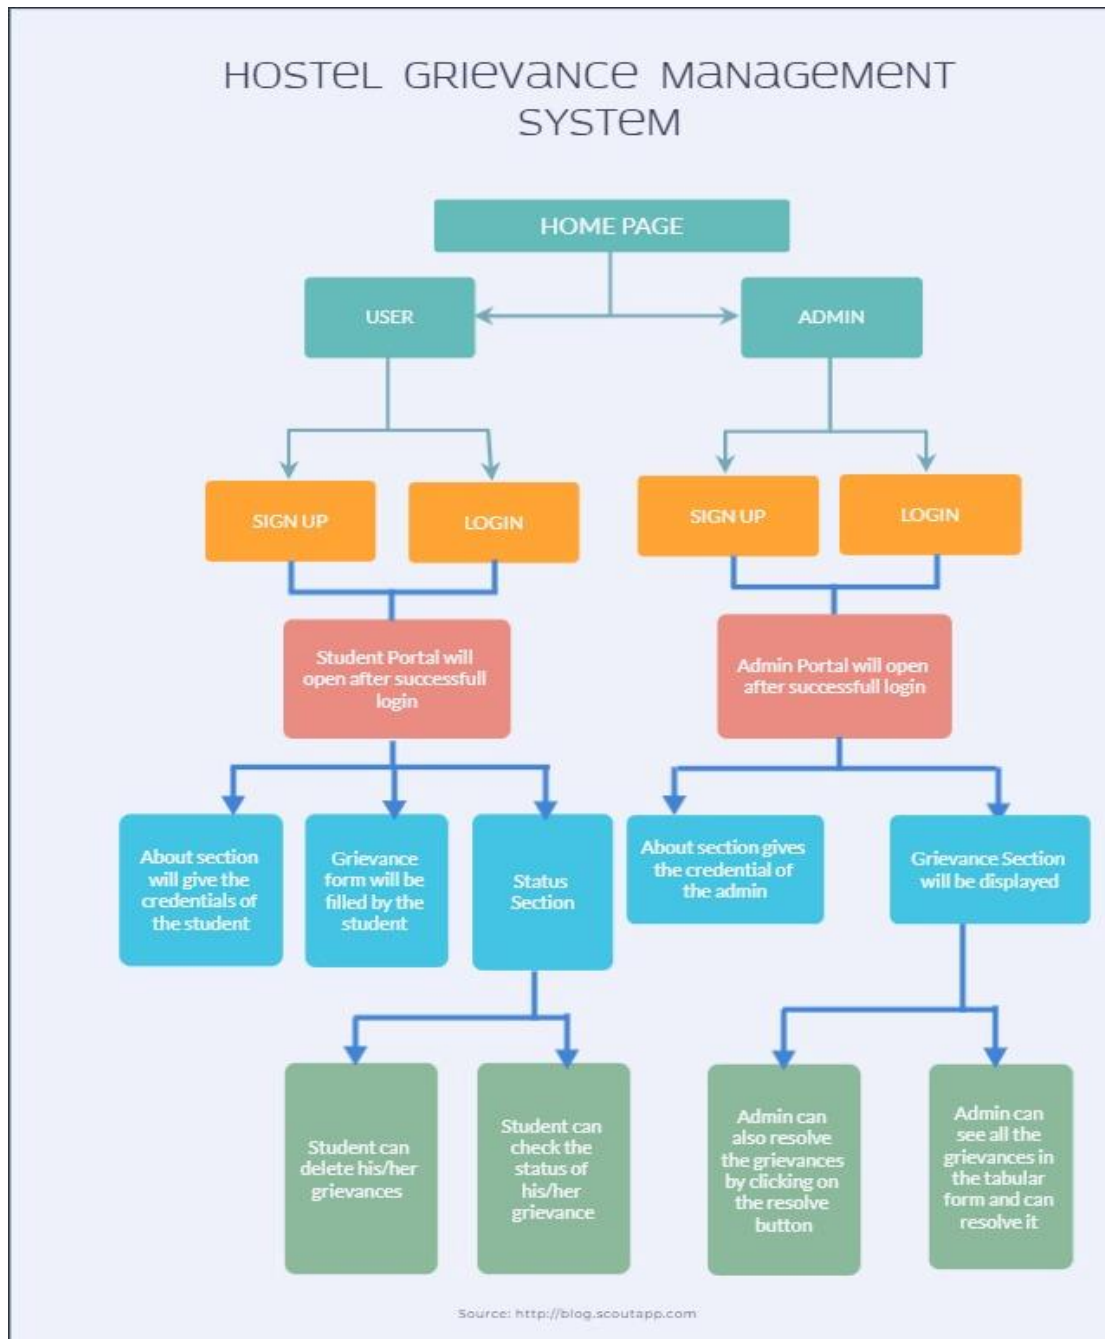 HOSTEL GRIEVANCE MANAGEMENT
SYSTEM
HOME PAGE
USER
ADMIN
SIGN UP
LOGIN
SIGN UP
LOGIN
Student Portal will
open after successfull
login
Admin Portal will open
after successfull login
About section
will give the
credentials of
the student
Grievance
form will be
filled by the
student
Status
Section
About section gives
the credential of
the admin
Grievance Section
will be displayed
Student can
delete his/her
grievances
Student can
check the
status of
his/her
grievance
Admin can
also resolve
the grievances
by clicking on
the resolve
button
Admin can
see all the
grievances in
the tabular
form and can
resolve it
Source: http://blog.scoutapp.com